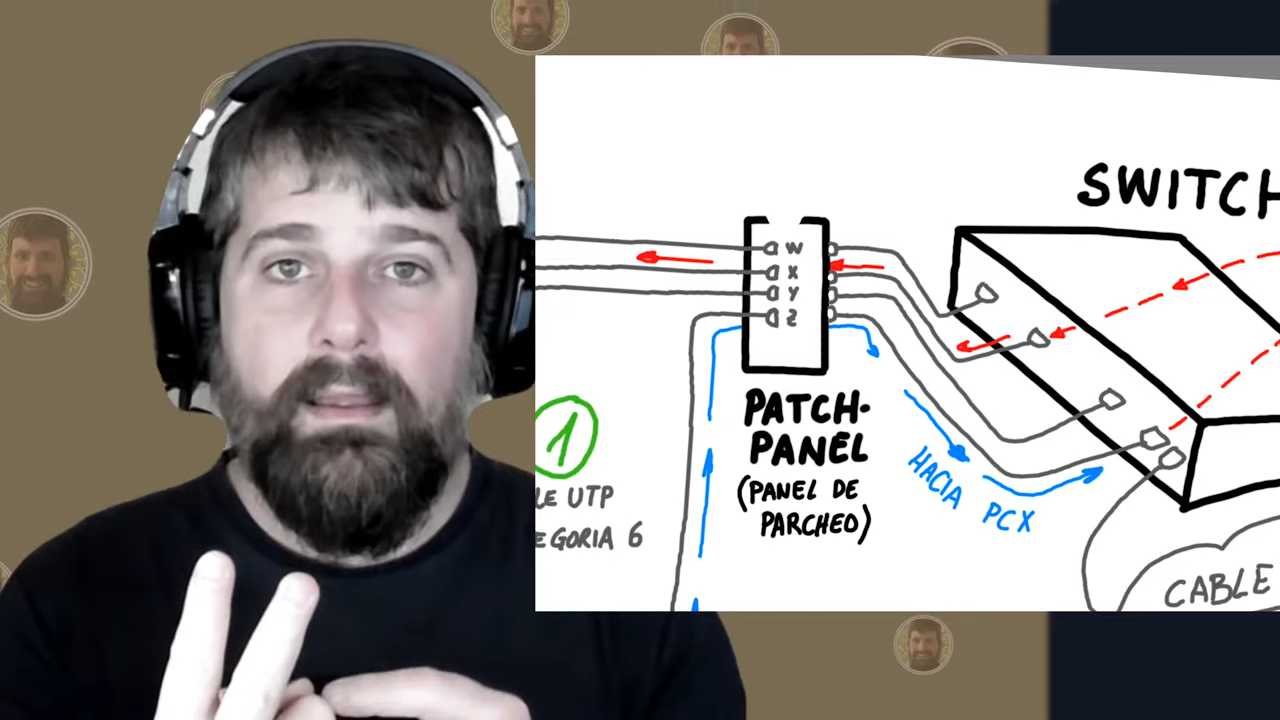 SWITCH
W
X
Y
Z
PATCH-
PANEL
(PANEL DE
PARCHEO)
HACIA PCX
1
LE UTP
EGORIA 6
CABLE